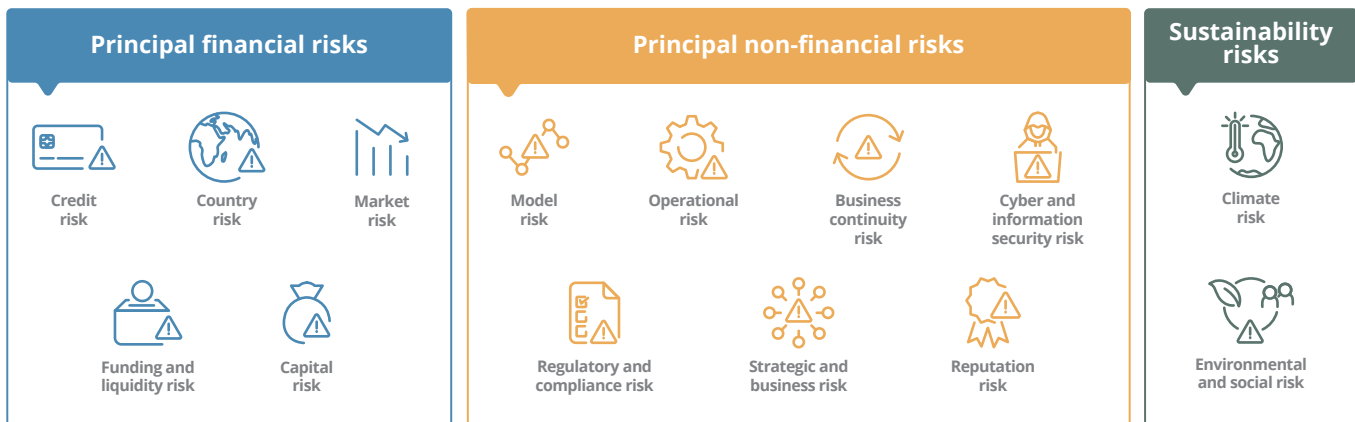 Principal financial risks
Credit
risk
Country
risk
Market
risk
Funding and
liquidity risk
Capital
risk
Principal non-financial risks
Model
risk
Operational
risk
Business
continuity
risk
Cyber and
information
security risk
Regulatory and
compliance risk
Strategic and
business risk
Reputation
risk
Sustainability
risks
Climate
risk
Environmental
and social risk